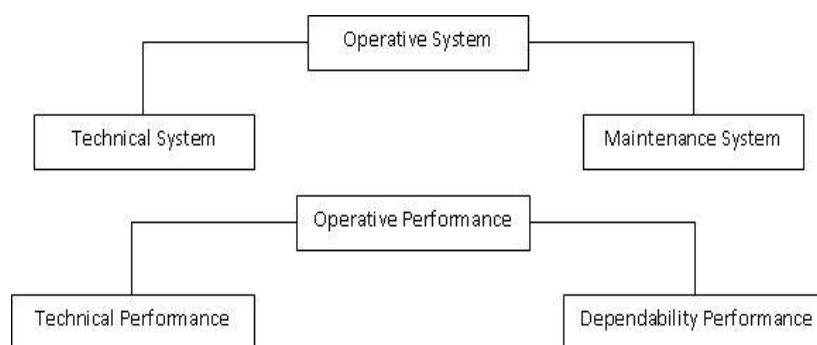 Operative System
Technical System
Maintenance System
Operative Performance
Technical Performance
Dependability Performance